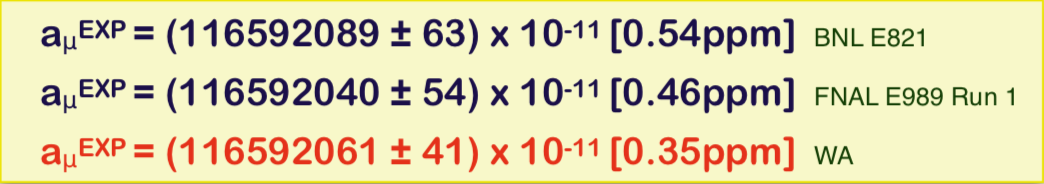 aμEXP = (116592089 ± 63) x 10-11 [0.54ppm] BNL E821
aμEXP = (116592040 ± 54) x 10-11 [0.46ppm] FNAL E989 Run 1
aμEXP = (116592061 ± 41) x 10-11 [0.35ppm] WA